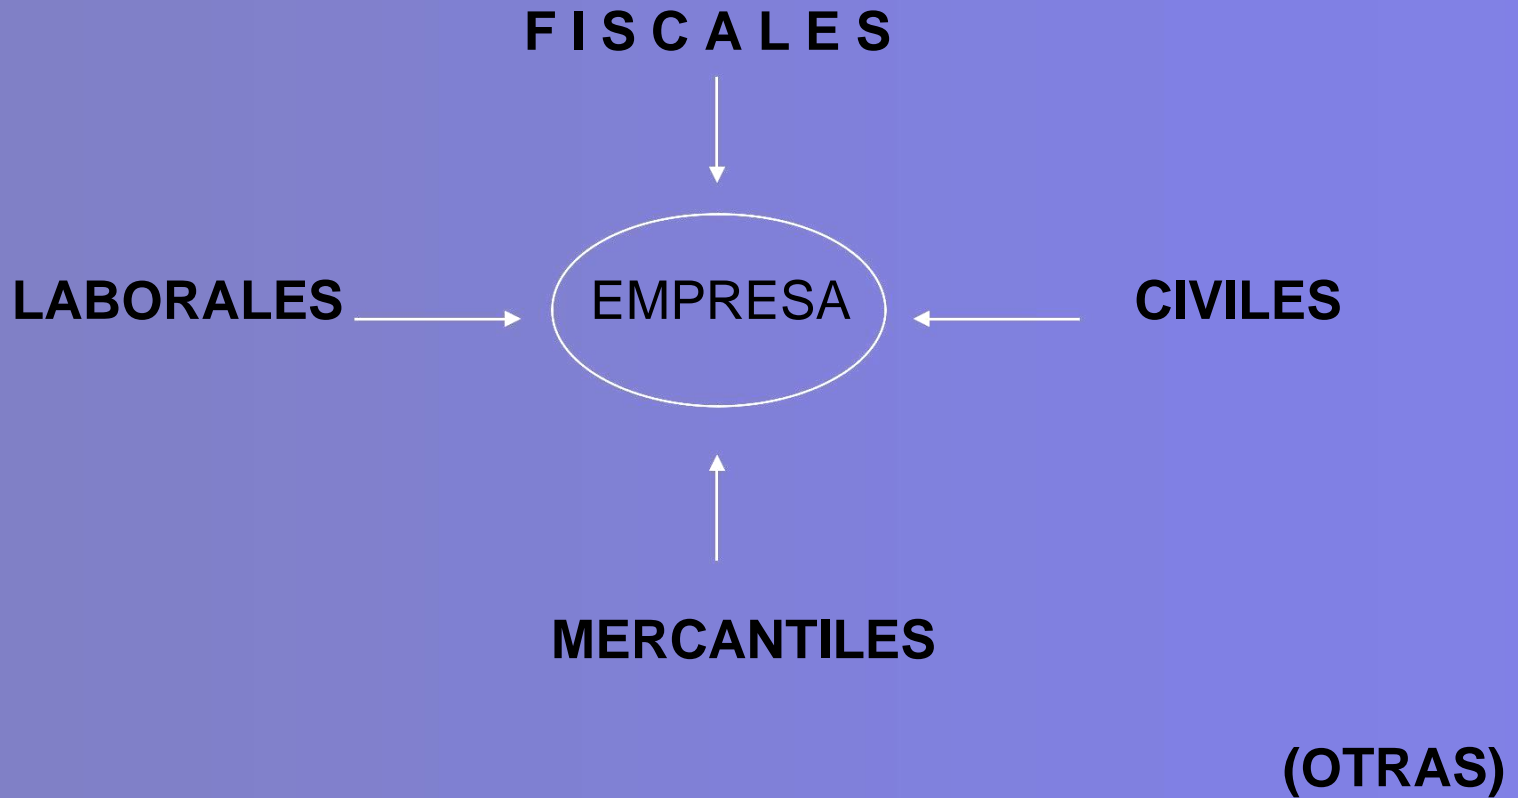 F I S C A L E S
LABORALES
EMPRESA
CIVILES
MERCANTILES
(OTRAS)